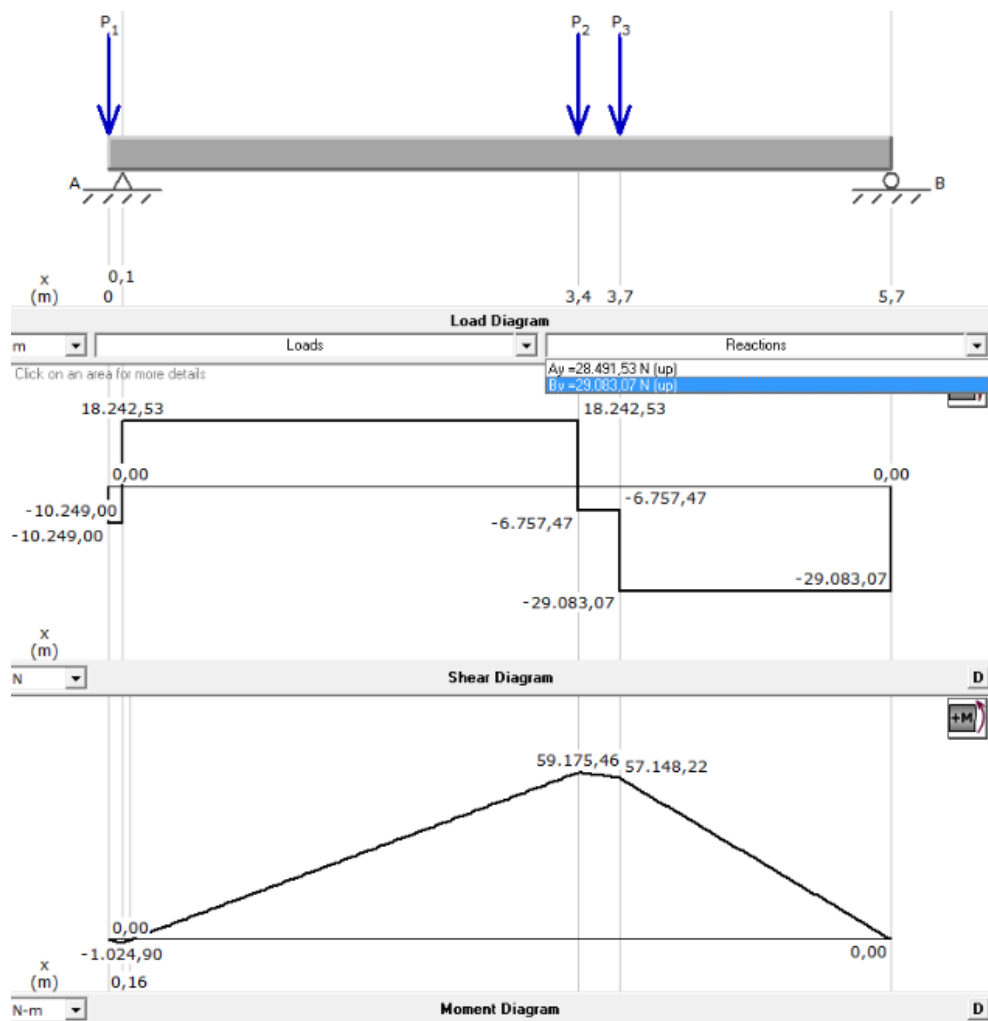 P1 P2 P3
A B
x 0,1
(m) 0 3,4 3,7 5,7
Load Diagram
m Loads Reactions
Click on an area for more details
Ay =28.491,53 N (up)
By =29.083,07 N (up)
18.242,53 18.242,53
0,00 0,00
-10.249,00 -6.757,47
-10.249,00 -6.757,47
-29.083,07
-29.083,07
x
(m)
N Shear Diagram D
+M
59.175,46 57.148,22
0,00
-1.024,90 0,00
x
(m) 0,16
N-m Moment Diagram D